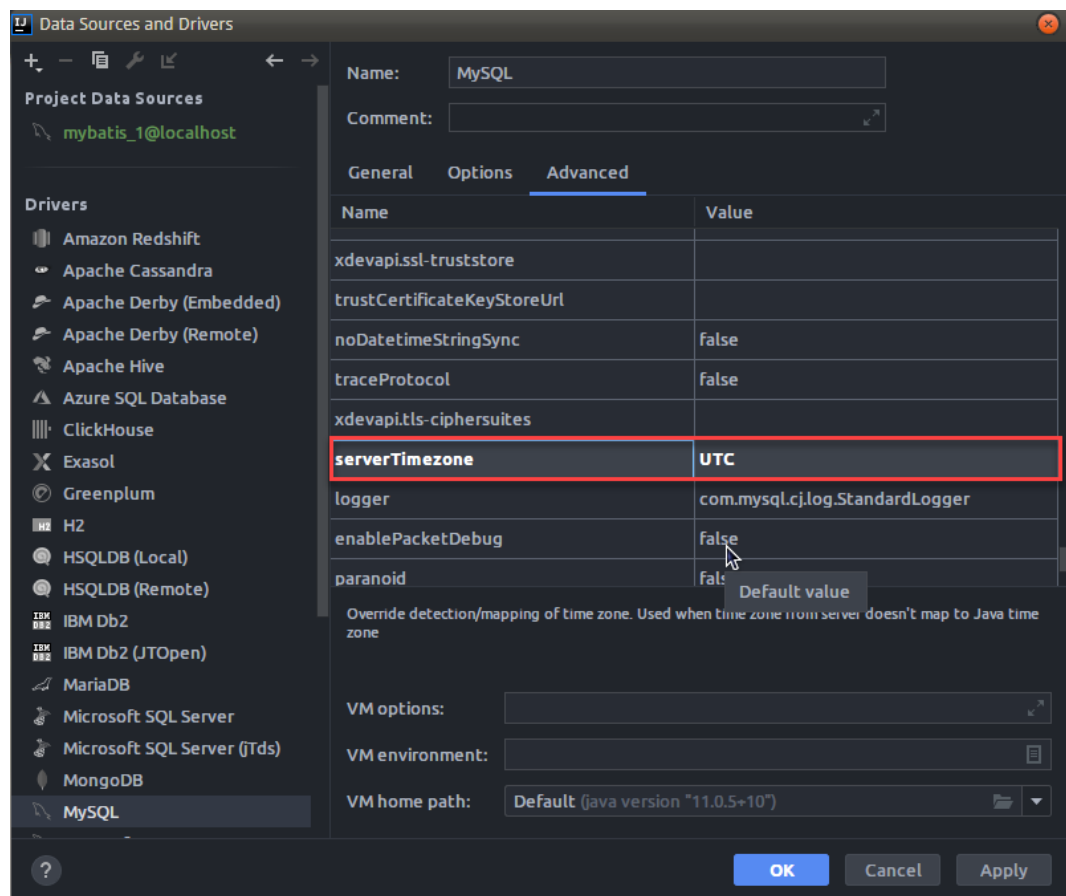 Data Sources and Drivers
Project Data Sources
mybatis_1@localhost
Drivers
Amazon Redshift
Apache Cassandra
Apache Derby (Embedded)
Apache Derby (Remote)
Apache Hive
Azure SQL Database
ClickHouse
Exasol
Greenplum
H2
HSQLDB (Local)
HSQLDB (Remote)
IBM Db2
IBM Db2 (JTOpen)
MariaDB
Microsoft SQL Server
Microsoft SQL Server (jTds)
MongoDB
MySQL
Name: MySQL
Comment:
General Options Advanced
Name Value
xdevapi.ssl-truststore
trustCertificateKeyStoreUrl
noDatetimeStringSync false
traceProtocol false
xdevapi.tls-ciphersuites
serverTimezone UTC
logger com.mysql.cj.log.StandardLogger
enablePacketDebug false
paranoid
Default value
Override detection/mapping of time zone. Used when time zone from server doesn't map to Java time
zone
VM options:
VM environment:
VM home path: Default (java version "11.0.5+10")
? OK Cancel Apply